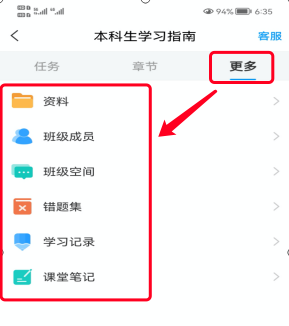 94% 6:35
本科生学习指南 客服
任务 章节 更多
资料
班级成员
班级空间
错题集
学习记录
课堂笔记